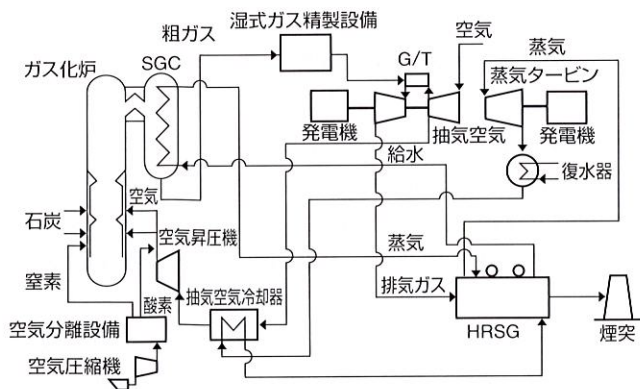 湿式ガス精製設備
粗ガス
空気
蒸気
SGC
G/T
ガス化炉
蒸気タービン
発電機
抽気空気
発電機
給水
復水器
空気
石炭
空気昇圧機
蒸気
窒素
抽気空気冷却器
排気ガス
酸素
空気分離設備
HRSG
煙突
空気圧縮機